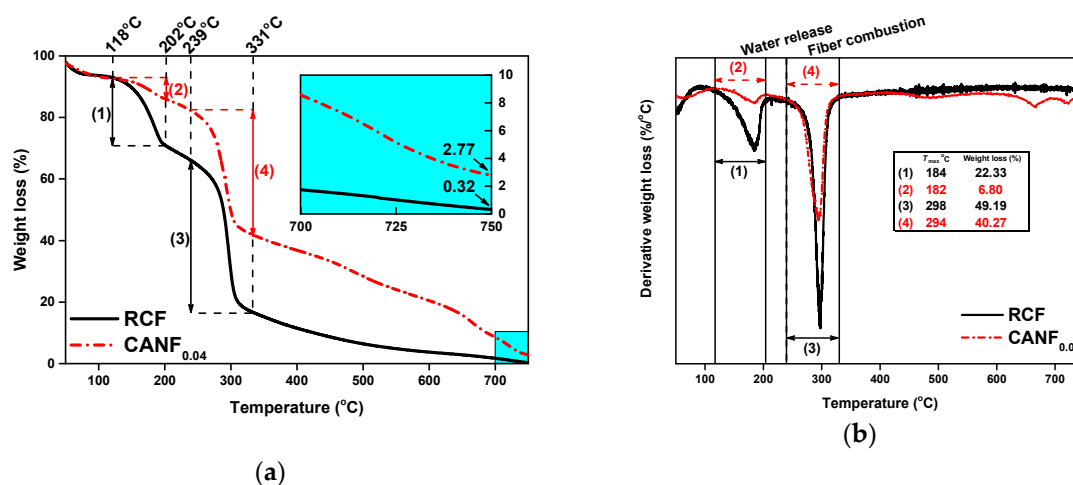 118°C
202°C
239°C
331°C
100
80
60
40
20
0
Weight loss (%)
(1)
(2)
(3)
(4)
10
8
6
4
2
0
2.77
0.32
700
725
750
RCF
CANF0.04
100
200
300
400
500
600
700
Temperature (°C)
(a)
Water release
Fiber combustion
(2)
(4)
(1)
(3)
Derivative weight loss (%/°C)
Tmax °C Weight loss (%)
(1) 184 22.33
(2) 182 6.80
(3) 298 49.19
(4) 294 40.27
RCF
CANF0.0
100
200
300
400
500
600
700
Temperature (°C)
(b)